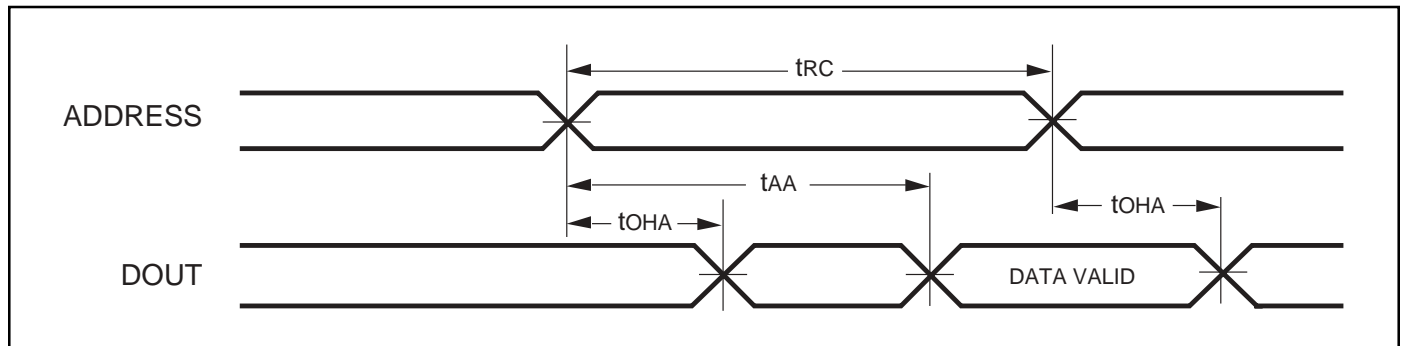 tRC
ADDRESS
tAA
tOHA
tOHA
DOUT
DATA VALID